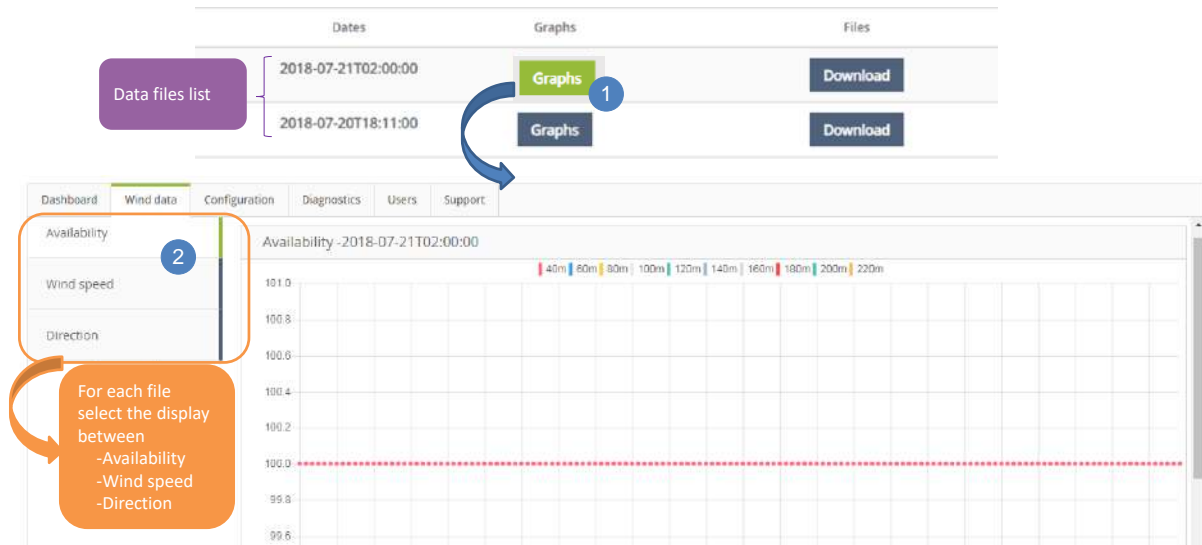 Dates Graphs Files
Data files list
2018-07-21T02:00:00 Graphs 1 Download
2018-07-20T18:11:00 Graphs Download
Dashboard Wind data Configuration Diagnostics Users Support
Availability
2
Wind speed
Direction
For each file
select the display
between
-Availability
-Wind speed
-Direction
Availability -2018-07-21T02:00:00
40m 60m 80m 100m 120m 140m 160m 180m 200m 220m
101.0
100.8
100.6
100.4
100.2
100.0
99.8
99.6